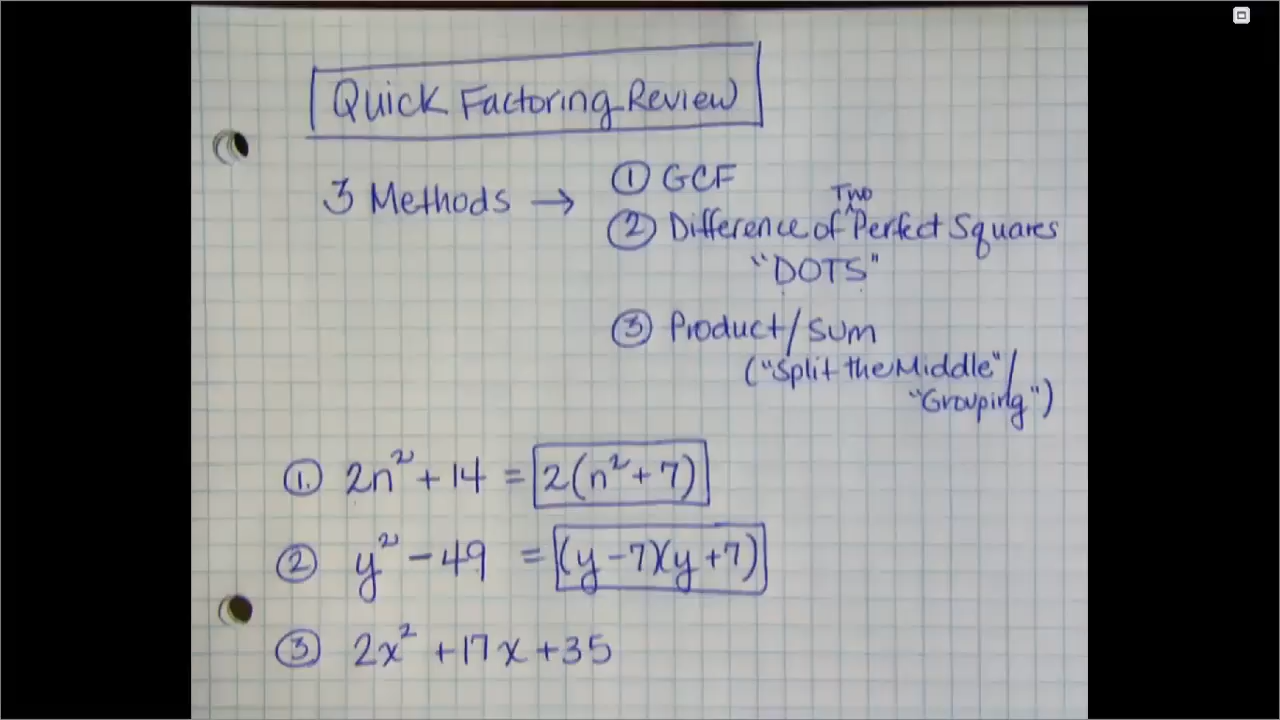 Quick Factoring Review
3 Methods → ① GCF
② Difference of Two Perfect Squares
"DOTS"
③ Product/Sum
("Split the Middle"/
"Grouping")
①. 2n² + 14 = 2(n² + 7)
② y² - 49 = (y - 7)(y + 7)
③ 2x² + 17x + 35